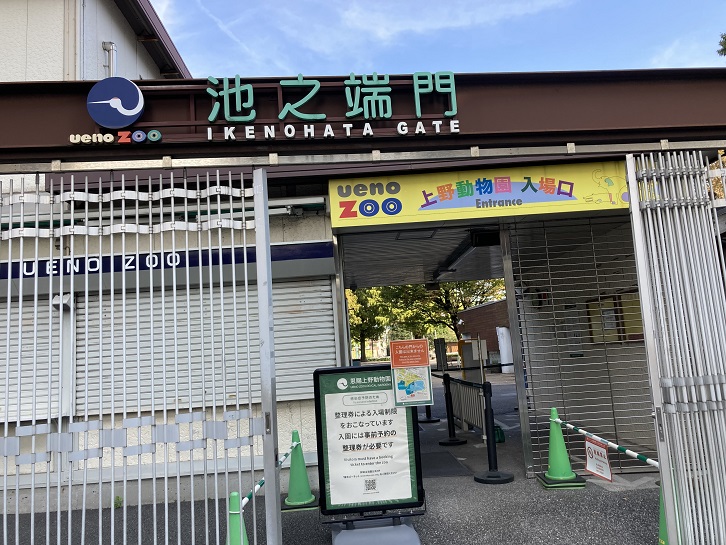 池之端門
ueno ZOO
IKENOHATA GATE
ueno
ZOO
上野動物園 入場口
Entrance
UENO ZOO
恩賜上野動物園
UENO ZOOLOGICAL GARDENS
整理券による入場制限
をおこなっています
入園には事前予約の
整理券が必要です